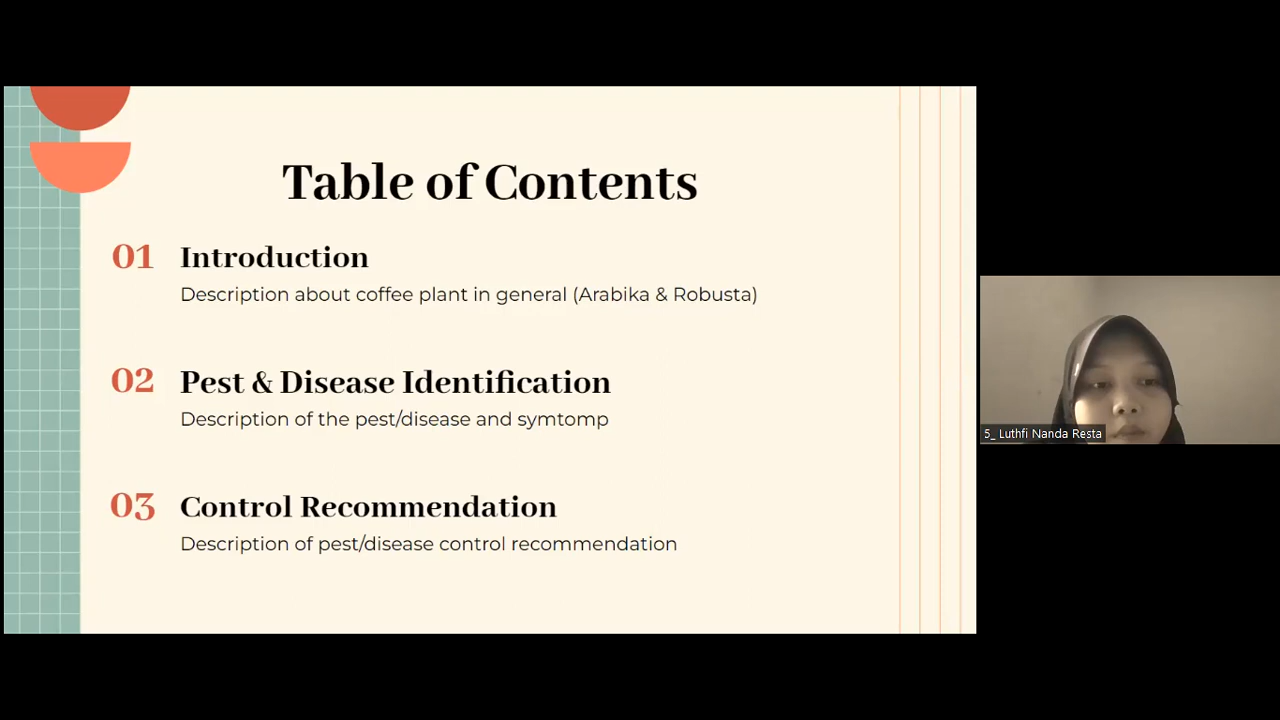 Table of Contents
01 Introduction
Description about coffee plant in general (Arabika & Robusta)
02 Pest & Disease Identification
Description of the pest/disease and symtomp
03 Control Recommendation
Description of pest/disease control recommendation
5_ Luthfi Nanda Resta